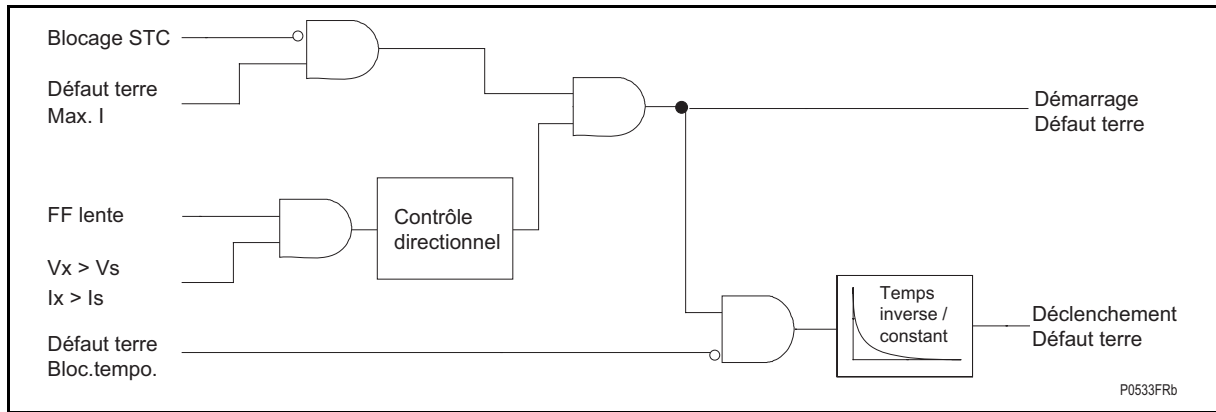 Blocage STC
Défaut terre
Max. I
FF lente
Vx > Vs
Ix > Is
Défaut terre
Bloc.tempo.
Contrôle
directionnel
Temps
inverse /
constant
Démarrage
Défaut terre
Déclenchement
Défaut terre
P0533FRb